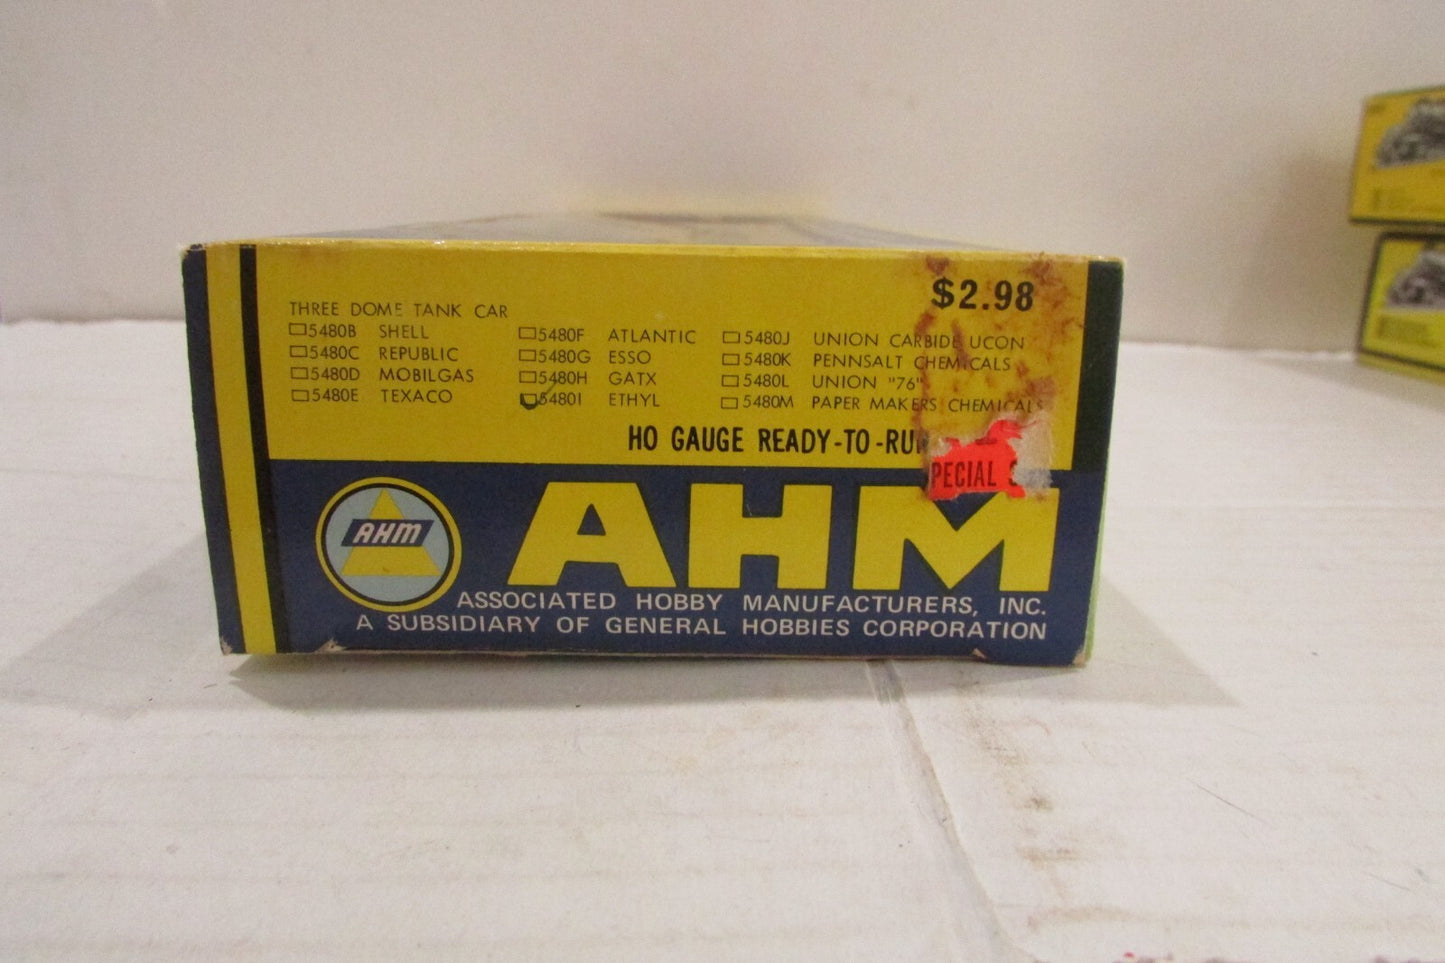 $2.98
THREE DOME TANK CAR
5480B SHELL
5480C REPUBLIC
5480D MOBILGAS
5480E TEXACO
5480F ATLANTIC
5480G ESSO
5480H GATX
5480I ETHYL
5480J UNION CARBIDE UCON
5480K PENNSALT CHEMICALS
5480L UNION "76"
5480M PAPER MAKERS CHEMICALS
HO GAUGE READY-TO-RUN
PECIAL
AHM
AHM
ASSOCIATED HOBBY MANUFACTURERS, INC.
A SUBSIDIARY OF GENERAL HOBBIES CORPORATION